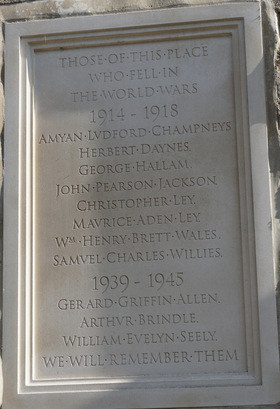 THOSE·OF·THIS·PLACE
WHO·FELL·IN
THE·WORLD·WARS
1914 - 1918
AMYAN·LVDFORD·CHAMPNEYS
HERBERT·DAYNES.
GEORGE·HALLAM.
JOHN·PEARSON·JACKSON
CHRISTOPHER·LEY.
MAVRICE·ADEN·LEY.
WM·HENRY·BRETT·WALES.
SAMVEL·CHARLES·WILLIES.
1939 - 1945
GERARD·GRIFFIN·ALLEN.
ARTHVR·BRINDLE.
WILLIAM·EVELYN·SEELY.
WE·WILL·REMEMBER·THEM